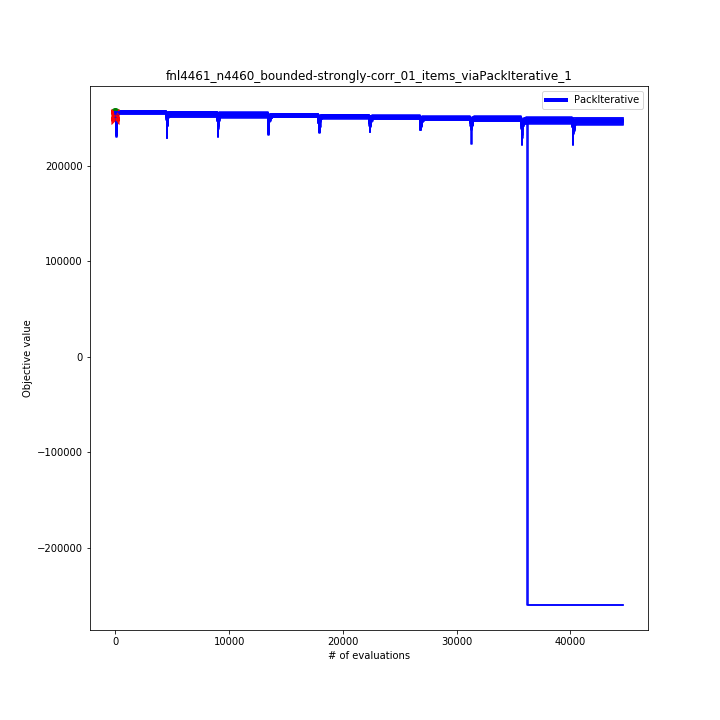 fnl4461_n4460_bounded-strongly-corr_01_items_viaPackIterative_1
PackIterative
200000
100000
0
−100000
−200000
Objective value
0 10000 20000 30000 40000
# of evaluations